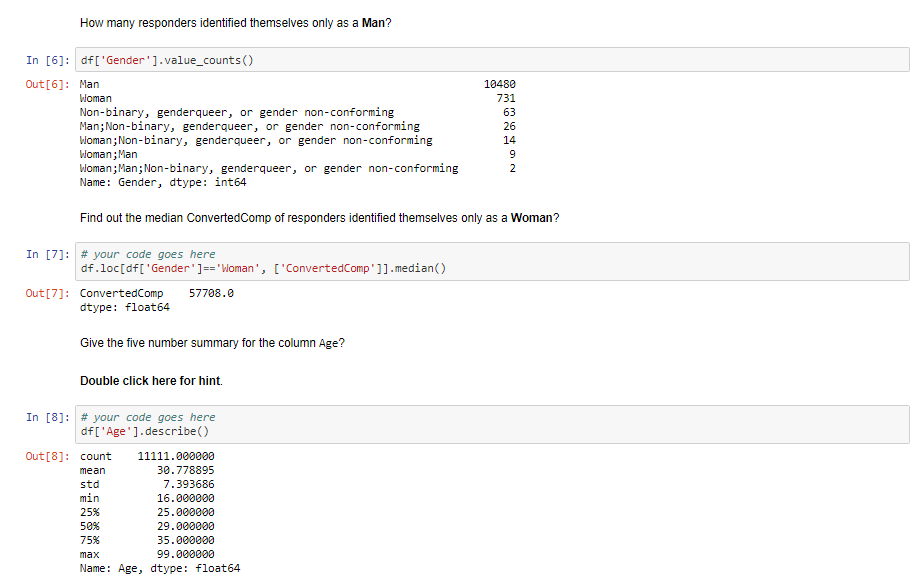 How many responders identified themselves only as a Man?
In [6]: df['Gender'].value_counts()
Out[6]: Man 10480
Woman 731
Non-binary, genderqueer, or gender non-conforming 63
Man;Non-binary, genderqueer, or gender non-conforming 26
Woman;Non-binary, genderqueer, or gender non-conforming 14
Woman;Man 9
Woman;Man;Non-binary, genderqueer, or gender non-conforming 2
Name: Gender, dtype: int64
Find out the median ConvertedComp of responders identified themselves only as a Woman?
In [7]: # your code goes here
df.loc[df['Gender']=='Woman', ['ConvertedComp']].median()
Out[7]: ConvertedComp 57708.0
dtype: float64
Give the five number summary for the column Age?
Double click here for hint.
In [8]: # your code goes here
df['Age'].describe()
Out[8]: count 11111.000000
mean 30.778895
std 7.393686
min 16.000000
25% 25.000000
50% 29.000000
75% 35.000000
max 99.000000
Name: Age, dtype: float64